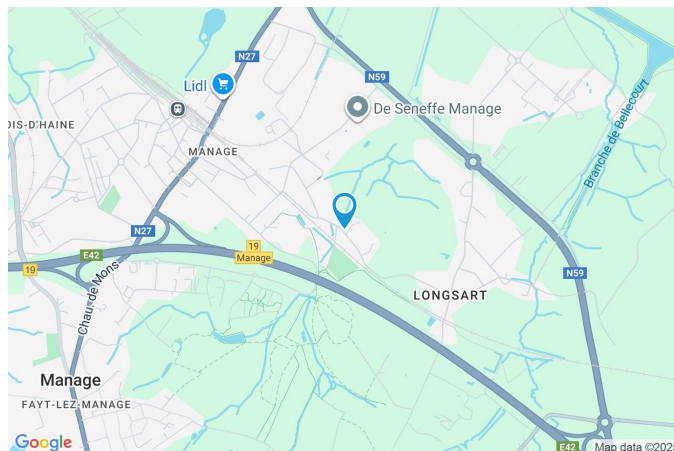 N27
N59
Lidl
De Seneffe Manage
OIS-D'HAINE
MANAGE
Branche de Bellecourt
N27
19
Manage
E42
19
Chau. de Mons
N59
LONGSART
Manage
FAYT-LEZ-MANAGE
Google
E42
Map data ©2025